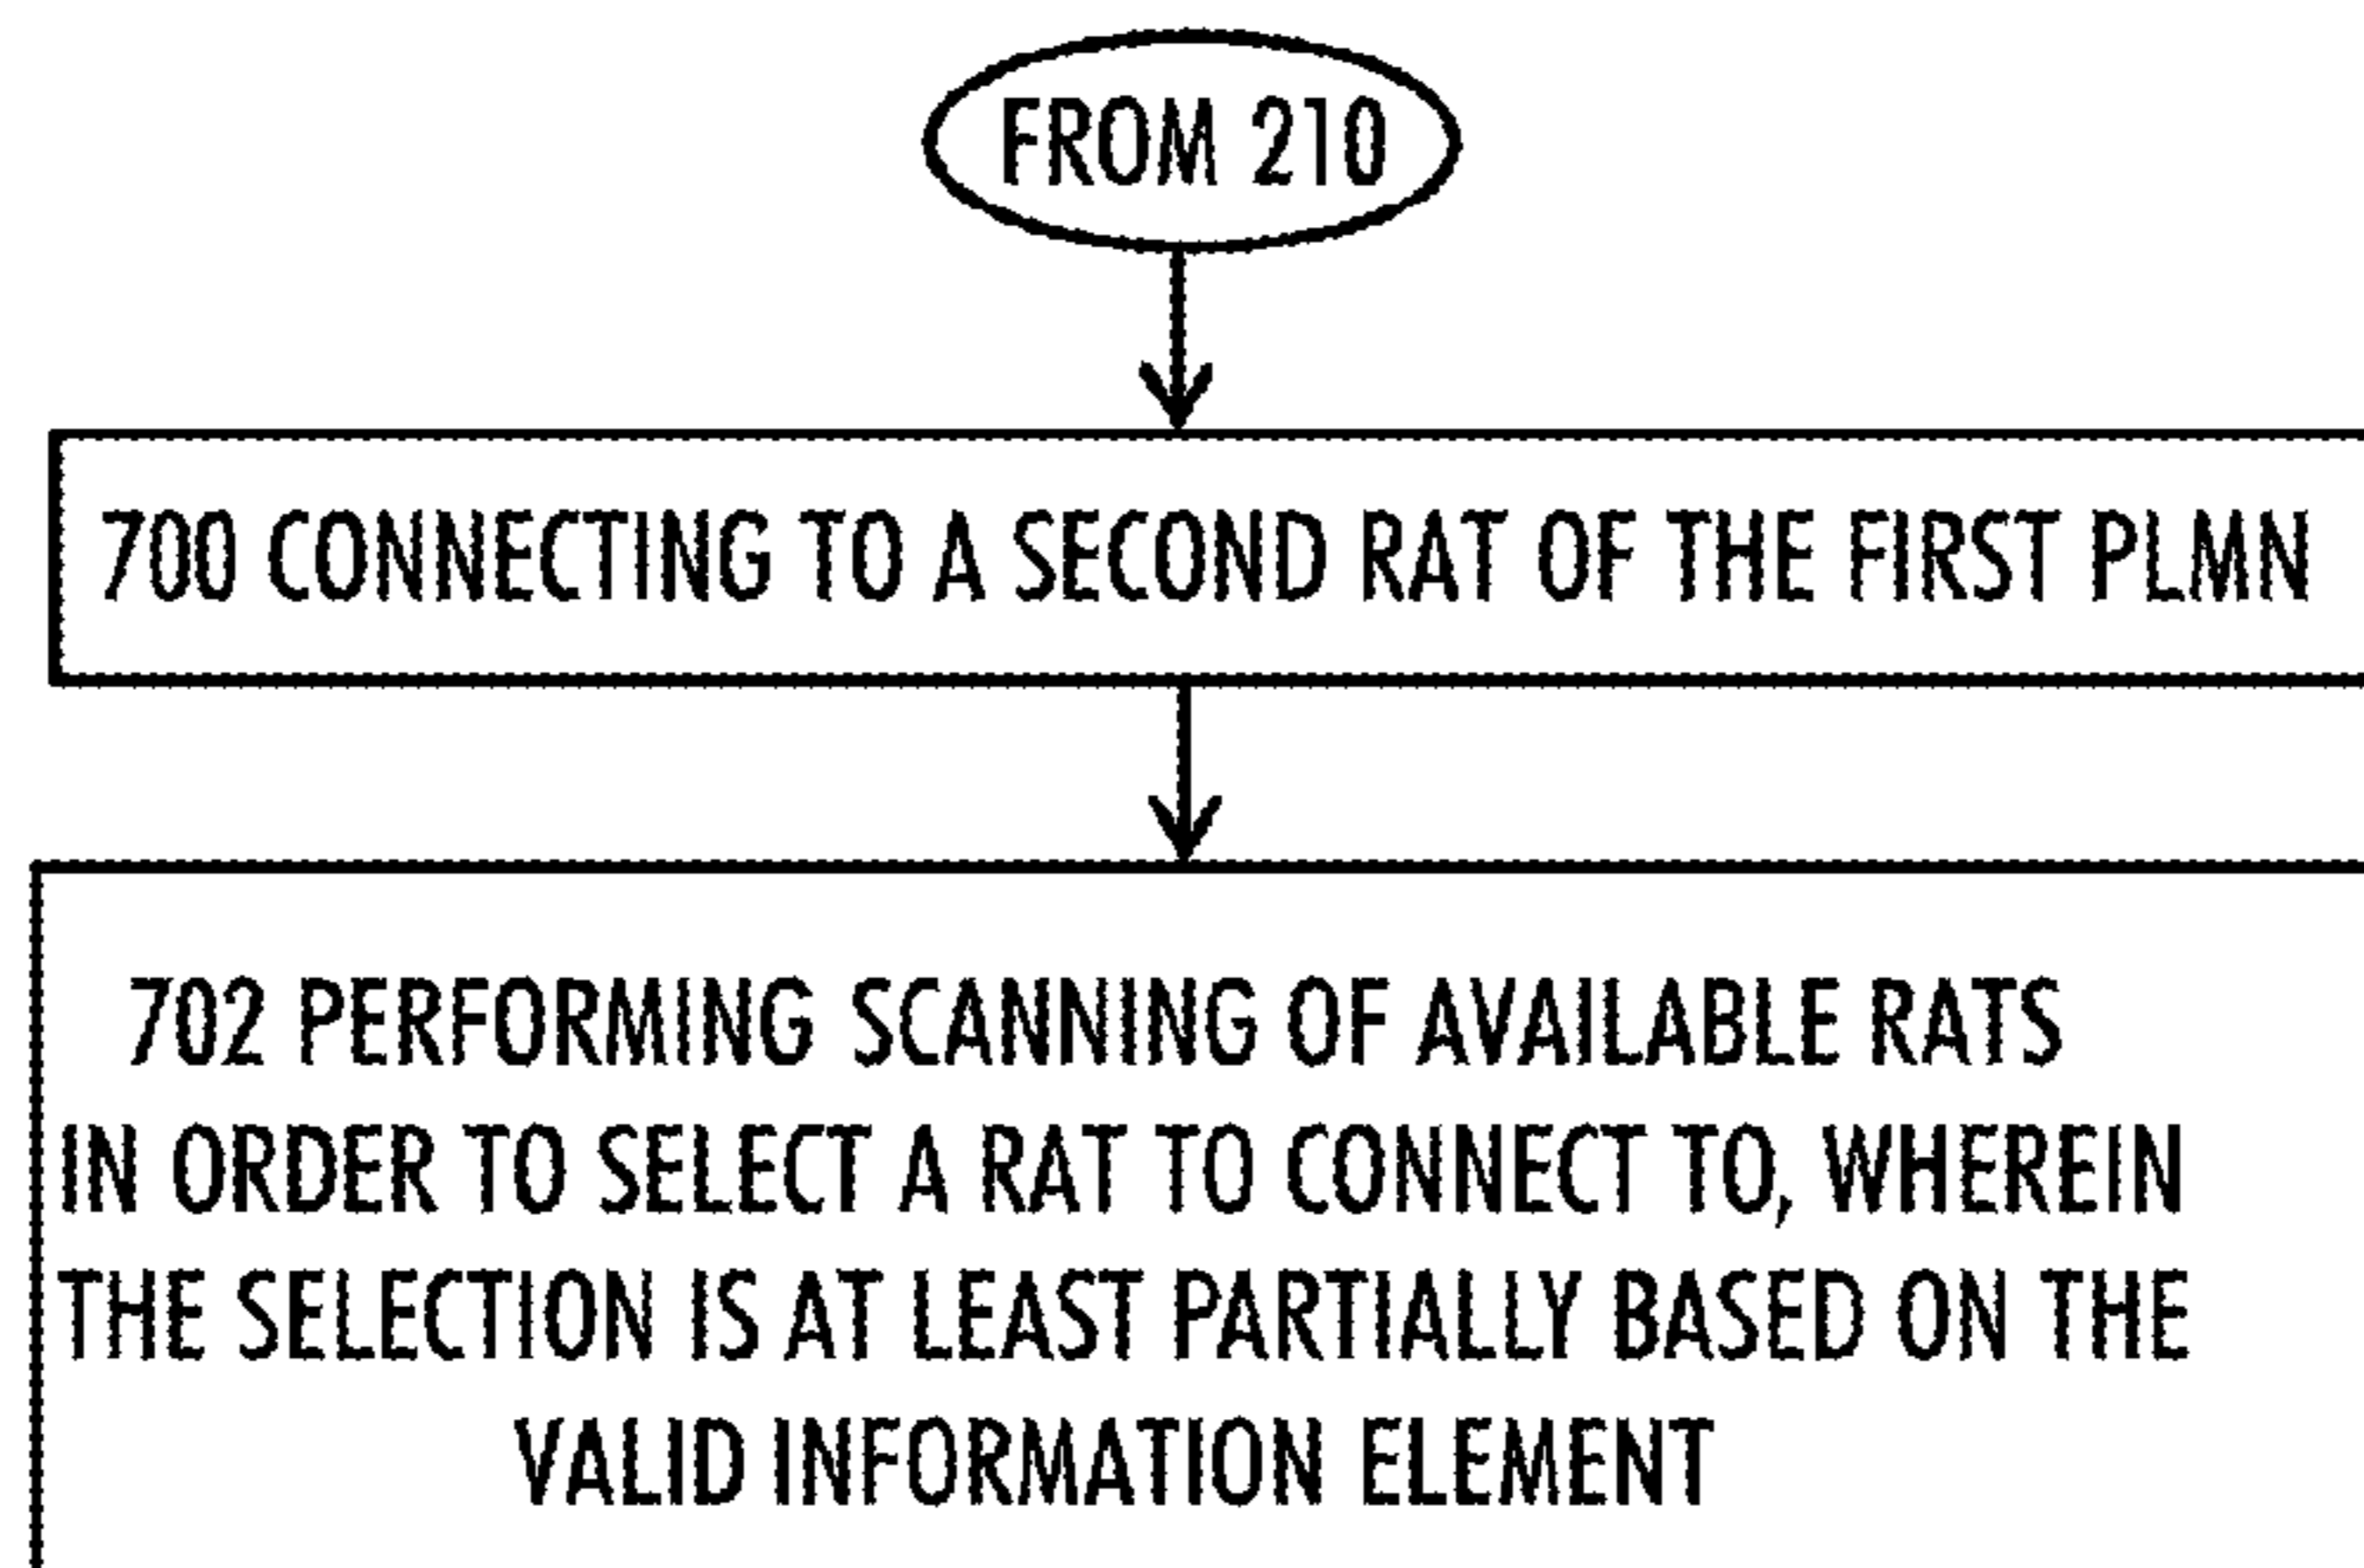 FROM 210
700 CONNECTING TO A SECOND RAT OF THE FIRST PLMN
702 PERFORMING SCANNING OF AVAILABLE RATS
IN ORDER TO SELECT A RAT TO CONNECT TO, WHEREIN
THE SELECTION IS AT LEAST PARTIALLY BASED ON THE
VALID INFORMATION ELEMENT